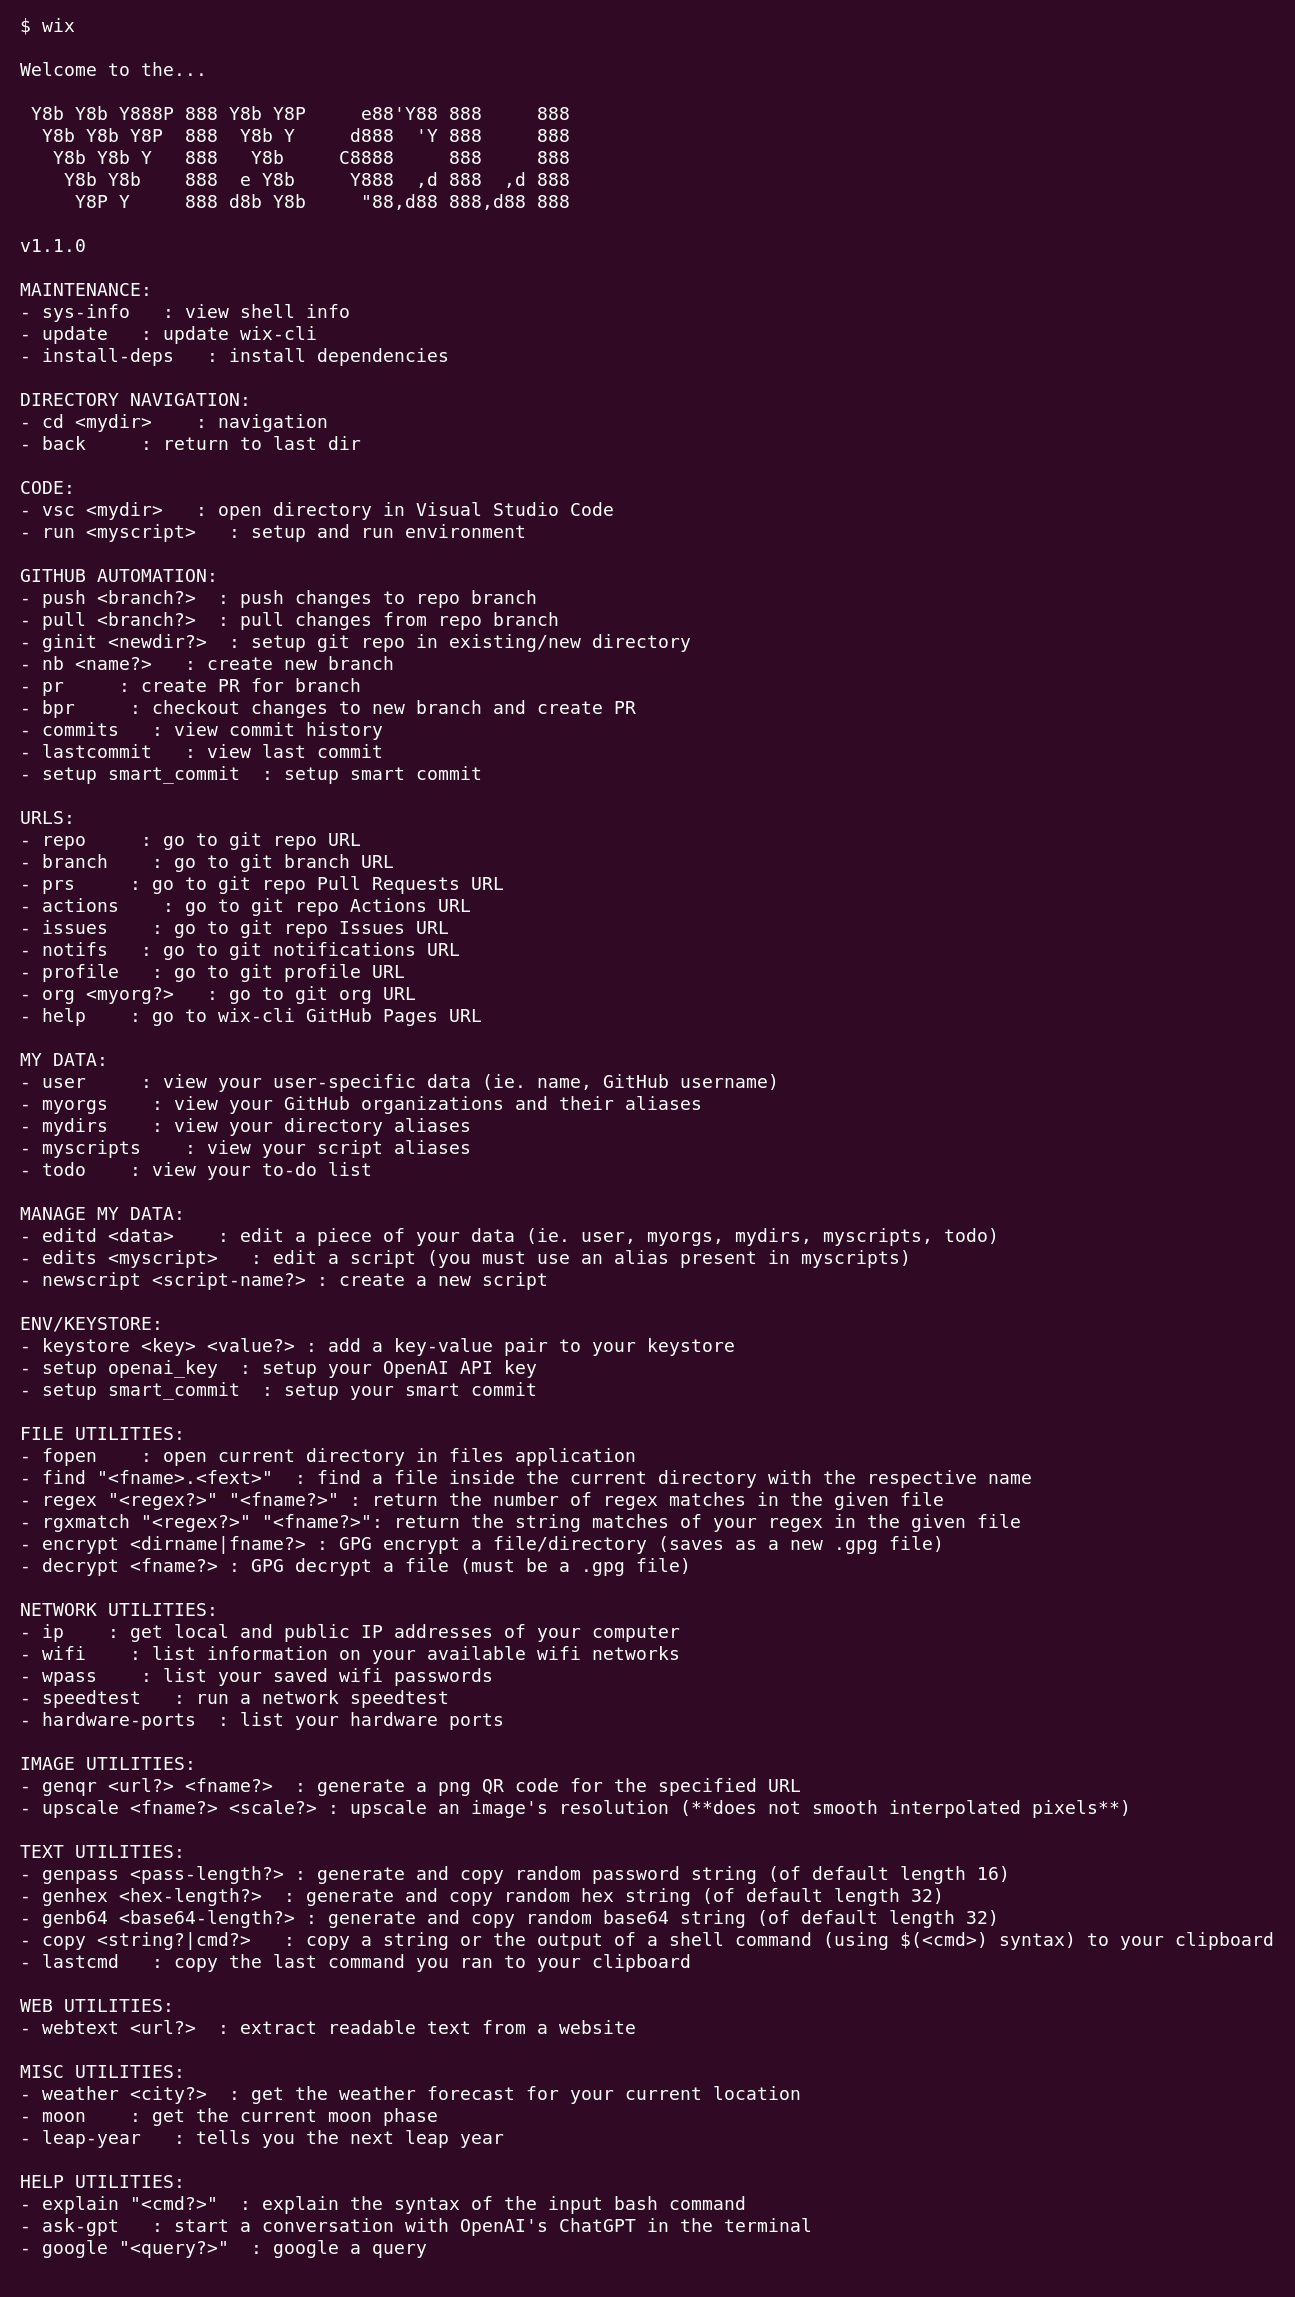 $ wix

Welcome to the...

 Y8b Y8b Y888P 888 Y8b Y8P     e88'Y88 888     888
  Y8b Y8b Y8P  888  Y8b Y     d888  'Y 888     888
   Y8b Y8b Y   888   Y8b     C8888     888     888
    Y8b Y8b    888  e Y8b     Y888  ,d 888  ,d 888
     Y8P Y     888 d8b Y8b     "88,d88 888,d88 888

v1.1.0

MAINTENANCE:
- sys-info   : view shell info
- update   : update wix-cli
- install-deps   : install dependencies

DIRECTORY NAVIGATION:
- cd <mydir>    : navigation
- back     : return to last dir

CODE:
- vsc <mydir>   : open directory in Visual Studio Code
- run <myscript>   : setup and run environment

GITHUB AUTOMATION:
- push <branch?>  : push changes to repo branch
- pull <branch?>  : pull changes from repo branch
- ginit <newdir?>  : setup git repo in existing/new directory
- nb <name?>   : create new branch
- pr     : create PR for branch
- bpr     : checkout changes to new branch and create PR
- commits   : view commit history
- lastcommit   : view last commit
- setup smart_commit  : setup smart commit

URLS:
- repo     : go to git repo URL
- branch    : go to git branch URL
- prs     : go to git repo Pull Requests URL
- actions    : go to git repo Actions URL
- issues    : go to git repo Issues URL
- notifs   : go to git notifications URL
- profile   : go to git profile URL
- org <myorg?>   : go to git org URL
- help    : go to wix-cli GitHub Pages URL

MY DATA:
- user     : view your user-specific data (ie. name, GitHub username)
- myorgs    : view your GitHub organizations and their aliases
- mydirs    : view your directory aliases
- myscripts    : view your script aliases
- todo    : view your to-do list

MANAGE MY DATA:
- editd <data>    : edit a piece of your data (ie. user, myorgs, mydirs, myscripts, todo)
- edits <myscript>   : edit a script (you must use an alias present in myscripts)
- newscript <script-name?> : create a new script

ENV/KEYSTORE:
- keystore <key> <value?> : add a key-value pair to your keystore
- setup openai_key  : setup your OpenAI API key
- setup smart_commit  : setup your smart commit

FILE UTILITIES:
- fopen    : open current directory in files application
- find "<fname>.<fext>"  : find a file inside the current directory with the respective name
- regex "<regex?>" "<fname?>" : return the number of regex matches in the given file
- rgxmatch "<regex?>" "<fname?>": return the string matches of your regex in the given file
- encrypt <dirname|fname?> : GPG encrypt a file/directory (saves as a new .gpg file)
- decrypt <fname?> : GPG decrypt a file (must be a .gpg file)

NETWORK UTILITIES:
- ip    : get local and public IP addresses of your computer
- wifi    : list information on your available wifi networks
- wpass    : list your saved wifi passwords
- speedtest   : run a network speedtest
- hardware-ports  : list your hardware ports

IMAGE UTILITIES:
- genqr <url?> <fname?>  : generate a png QR code for the specified URL
- upscale <fname?> <scale?> : upscale an image's resolution (**does not smooth interpolated pixels**)

TEXT UTILITIES:
- genpass <pass-length?> : generate and copy random password string (of default length 16)
- genhex <hex-length?>  : generate and copy random hex string (of default length 32)
- genb64 <base64-length?> : generate and copy random base64 string (of default length 32)
- copy <string?|cmd?>   : copy a string or the output of a shell command (using $(<cmd>) syntax) to your clipboard
- lastcmd   : copy the last command you ran to your clipboard

WEB UTILITIES:
- webtext <url?>  : extract readable text from a website

MISC UTILITIES:
- weather <city?>  : get the weather forecast for your current location
- moon    : get the current moon phase
- leap-year   : tells you the next leap year

HELP UTILITIES:
- explain "<cmd?>"  : explain the syntax of the input bash command
- ask-gpt   : start a conversation with OpenAI's ChatGPT in the terminal
- google "<query?>"  : google a query